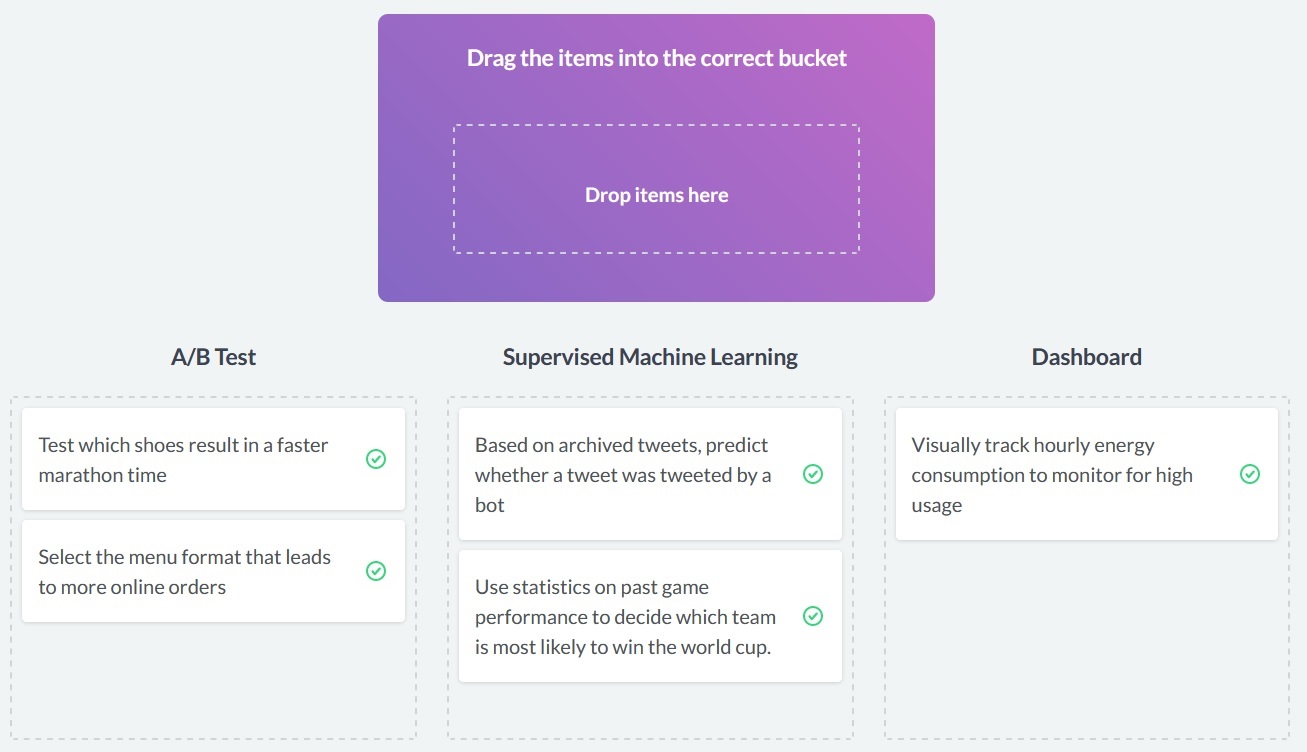 Drag the items into the correct bucket
Drop items here
A/B Test
Test which shoes result in a faster
marathon time
Select the menu format that leads
to more online orders
Supervised Machine Learning
Based on archived tweets, predict
whether a tweet was tweeted by a
bot
Use statistics on past game
performance to decide which team
is most likely to win the world cup.
Dashboard
Visually track hourly energy
consumption to monitor for high
usage